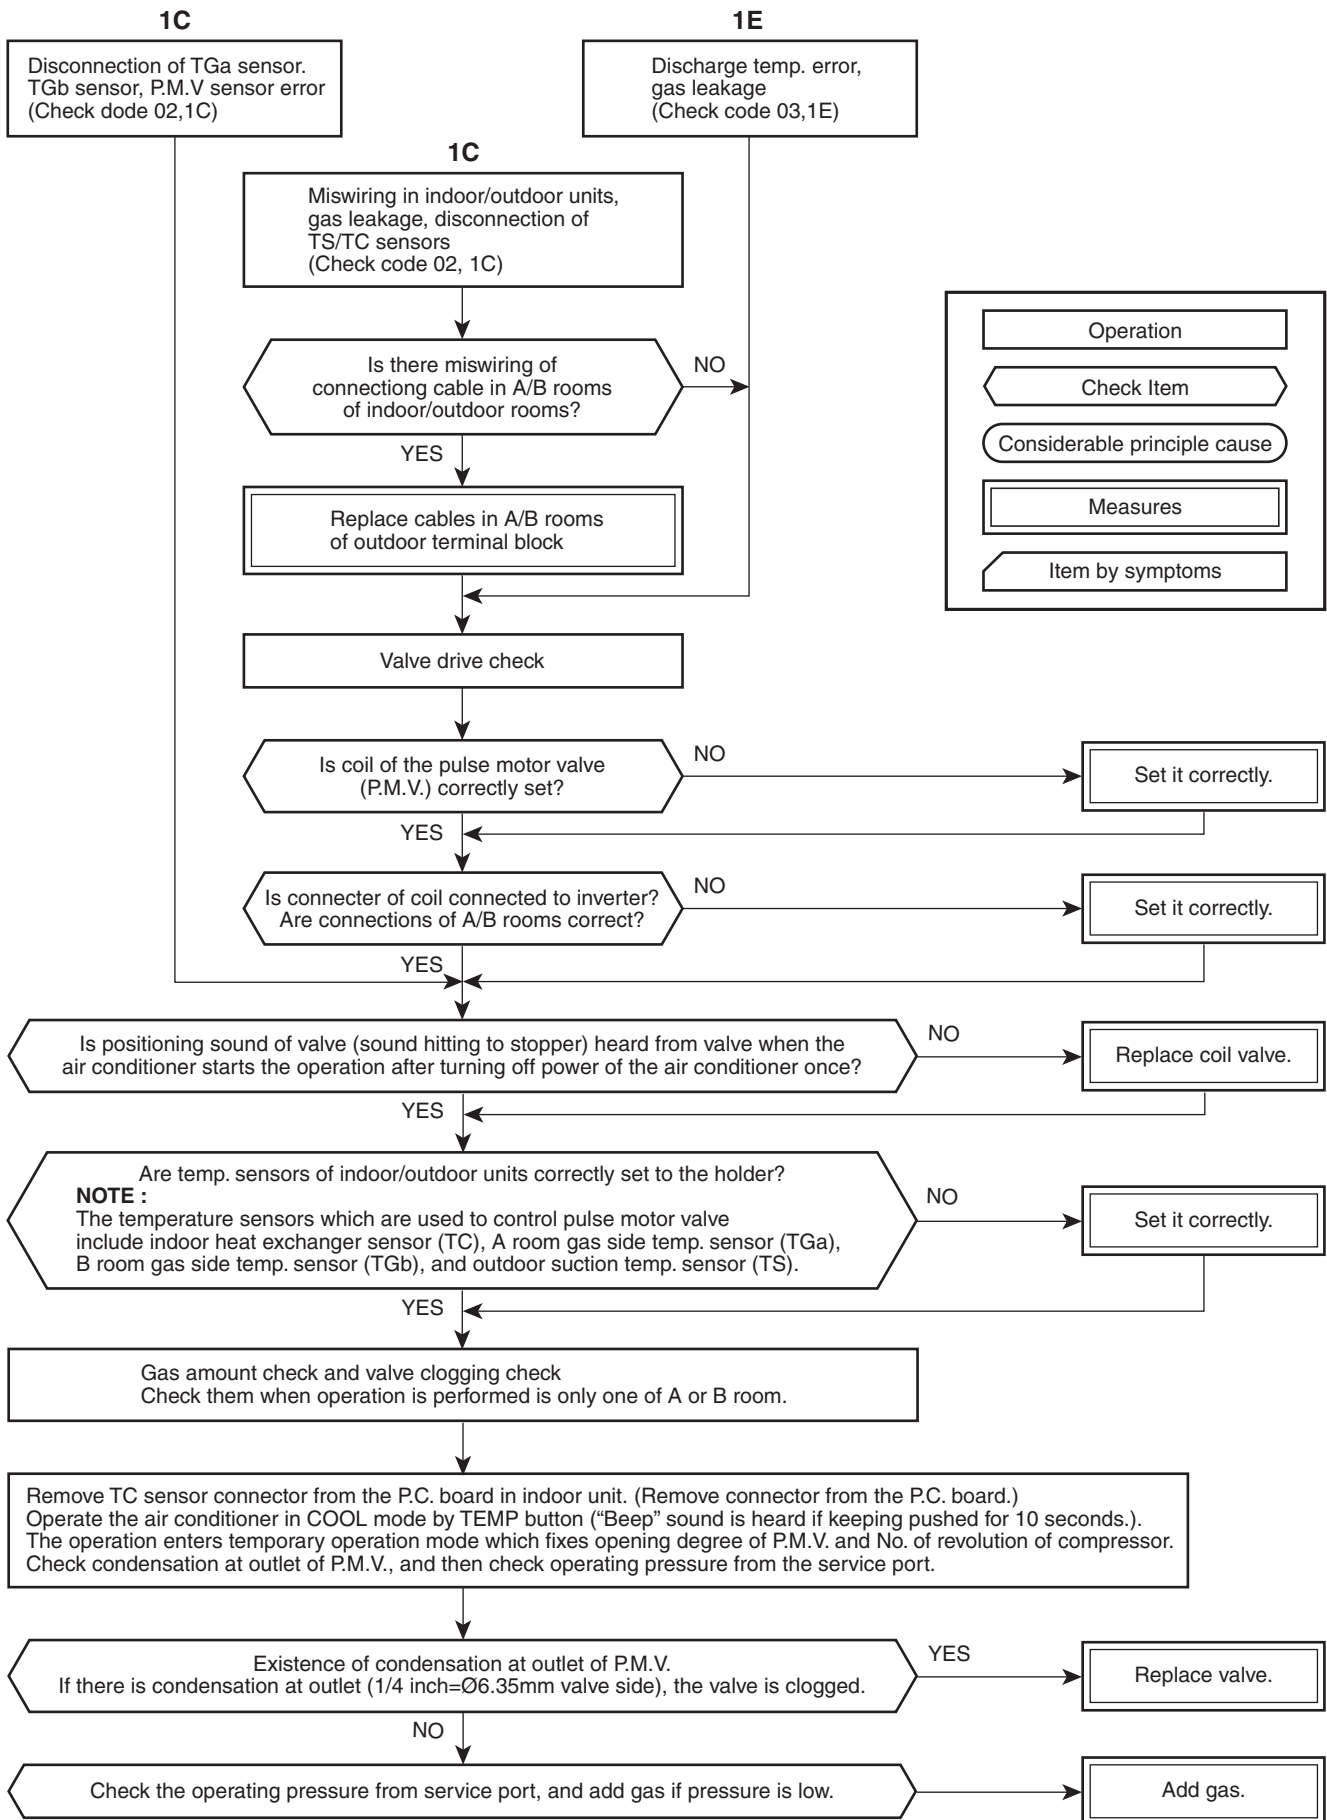 1C
Disconnection of TGa sensor.
TGb sensor, P.M.V sensor error
(Check dode 02,1C)
1E
Discharge temp. error,
gas leakage
(Check code 03,1E)
1C
Miswiring in indoor/outdoor units,
gas leakage, disconnection of
TS/TC sensors
(Check code 02, 1C)
Operation
Check Item
Considerable principle cause
Measures
Item by symptoms
Is there miswiring of
connectiong cable in A/B rooms
of indoor/outdoor rooms?
NO
YES
Replace cables in A/B rooms
of outdoor terminal block
Valve drive check
Is coil of the pulse motor valve
(P.M.V.) correctly set?
NO
Set it correctly.
YES
Is connecter of coil connected to inverter?
Are connections of A/B rooms correct?
NO
Set it correctly.
YES
Is positioning sound of valve (sound hitting to stopper) heard from valve when the
air conditioner starts the operation after turning off power of the air conditioner once?
NO
Replace coil valve.
YES
Are temp. sensors of indoor/outdoor units correctly set to the holder?
NOTE :
The temperature sensors which are used to control pulse motor valve
include indoor heat exchanger sensor (TC), A room gas side temp. sensor (TGa),
B room gas side temp. sensor (TGb), and outdoor suction temp. sensor (TS).
NO
Set it correctly.
YES
Gas amount check and valve clogging check
Check them when operation is performed is only one of A or B room.
Remove TC sensor connector from the P.C. board in indoor unit. (Remove connector from the P.C. board.)
Operate the air conditioner in COOL mode by TEMP button (“Beep” sound is heard if keeping pushed for 10 seconds.).
The operation enters temporary operation mode which fixes opening degree of P.M.V. and No. of revolution of compressor.
Check condensation at outlet of P.M.V., and then check operating pressure from the service port.
Existence of condensation at outlet of P.M.V.
If there is condensation at outlet (1/4 inch=Ø6.35mm valve side), the valve is clogged.
YES
Replace valve.
NO
Check the operating pressure from service port, and add gas if pressure is low.
Add gas.